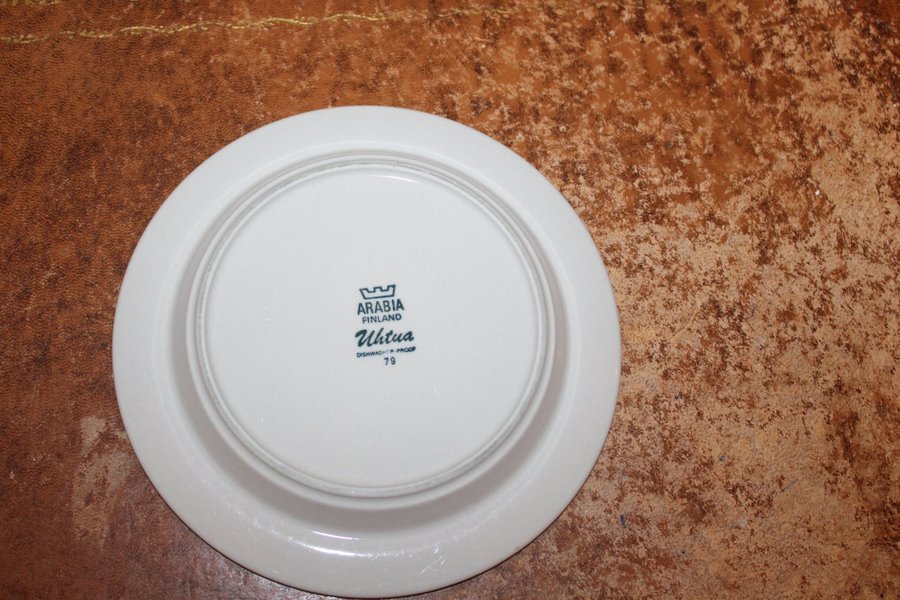 ARABIA
FINLAND
Uhtua
DISHWASHER-PROOF
79